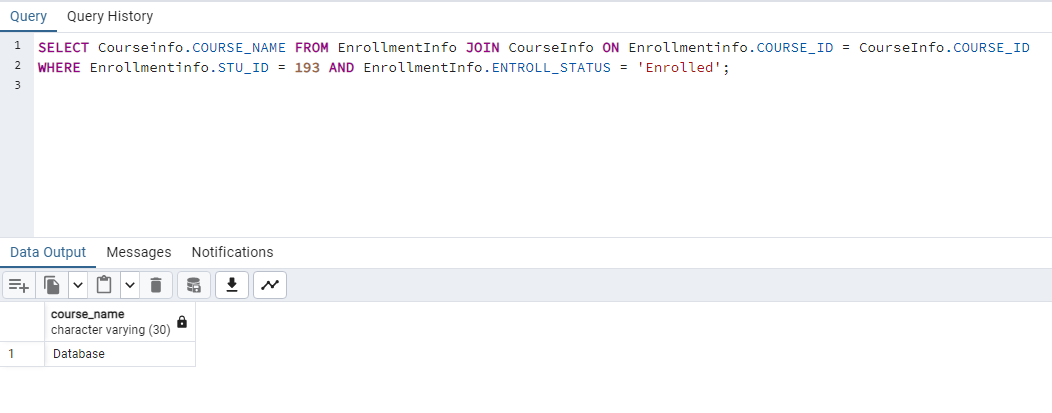 Query Query History
1 SELECT Courseinfo.COURSE_NAME FROM EnrollmentInfo JOIN CourseInfo ON Enrollmentinfo.COURSE_ID = CourseInfo.COURSE_ID
2 WHERE Enrollmentinfo.STU_ID = 193 AND EnrollmentInfo.ENTROLL_STATUS = 'Enrolled';
3
Data Output Messages Notifications
course_name
character varying (30)
1 Database